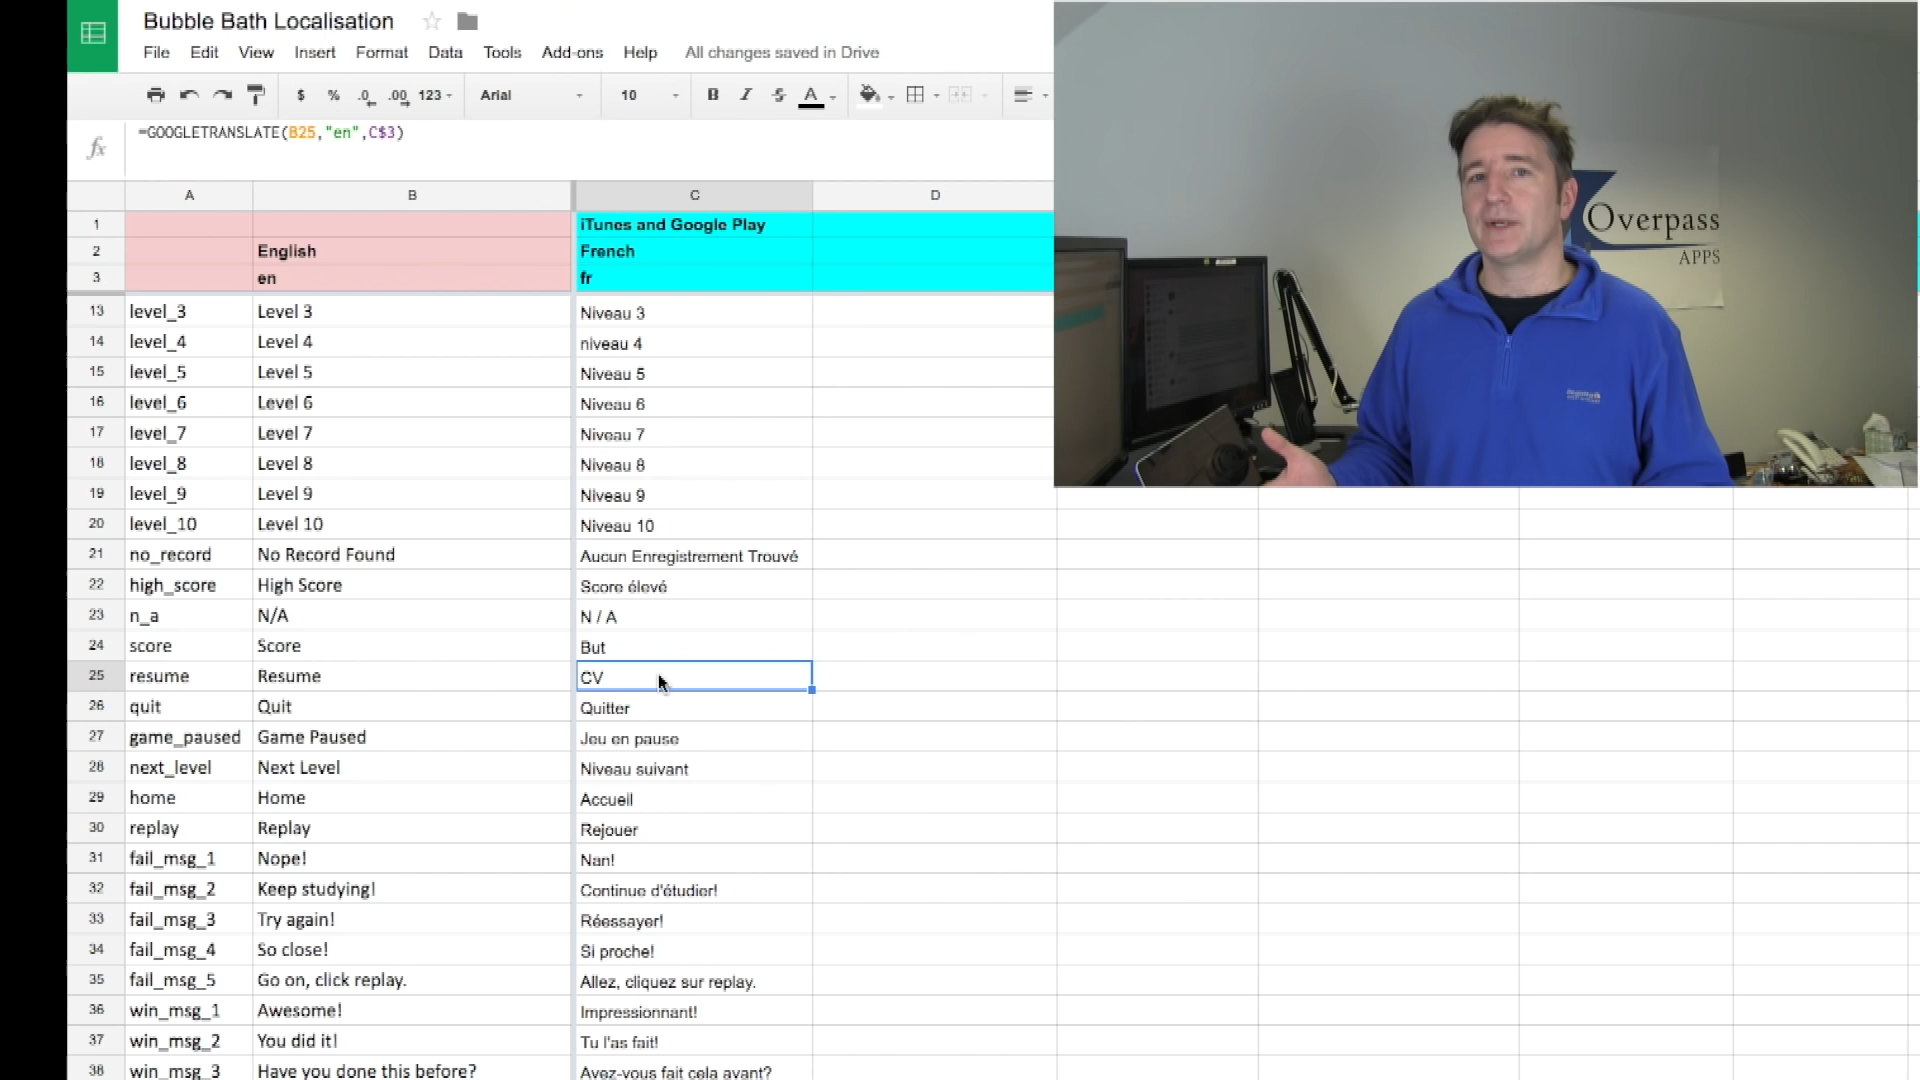 Bubble Bath Localisation
File Edit View Insert Format Data Tools Add-ons Help All changes saved in Drive
$ % .0 .00 123 Arial 10 B I S A
fx =GOOGLETRANSLATE(B25,"en",C$3)
A B C D
1 iTunes and Google Play
2 English French
3 en fr
13 level_3 Level 3 Niveau 3
14 level_4 Level 4 niveau 4
15 level_5 Level 5 Niveau 5
16 level_6 Level 6 Niveau 6
17 level_7 Level 7 Niveau 7
18 level_8 Level 8 Niveau 8
19 level_9 Level 9 Niveau 9
20 level_10 Level 10 Niveau 10
21 no_record No Record Found Aucun Enregistrement Trouvé
22 high_score High Score Score élevé
23 n_a N/A N / A
24 score Score But
25 resume Resume CV
26 quit Quit Quitter
27 game_paused Game Paused Jeu en pause
28 next_level Next Level Niveau suivant
29 home Home Accueil
30 replay Replay Rejouer
31 fail_msg_1 Nope! Nan!
32 fail_msg_2 Keep studying! Continue d'étudier!
33 fail_msg_3 Try again! Réessayer!
34 fail_msg_4 So close! Si proche!
35 fail_msg_5 Go on, click replay. Allez, cliquez sur replay.
36 win_msg_1 Awesome! Impressionnant!
37 win_msg_2 You did it! Tu l'as fait!
38 win_msg_3 Have you done this before? Avez-vous fait cela avant?
Overpass
APPS